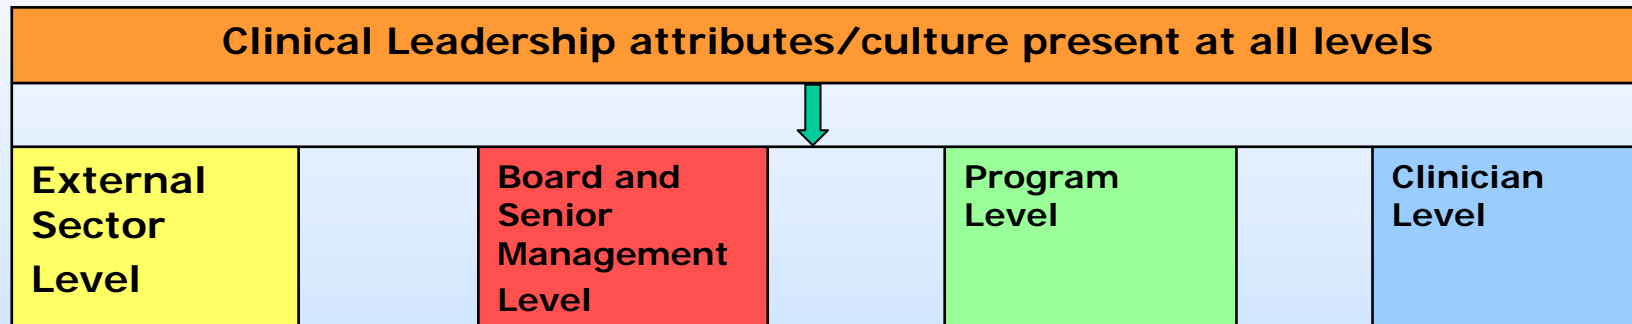 Clinical Leadership attributes/culture present at all levels
External
Sector
Level
Board and
Senior
Management
Level
Program
Level
Clinician
Level